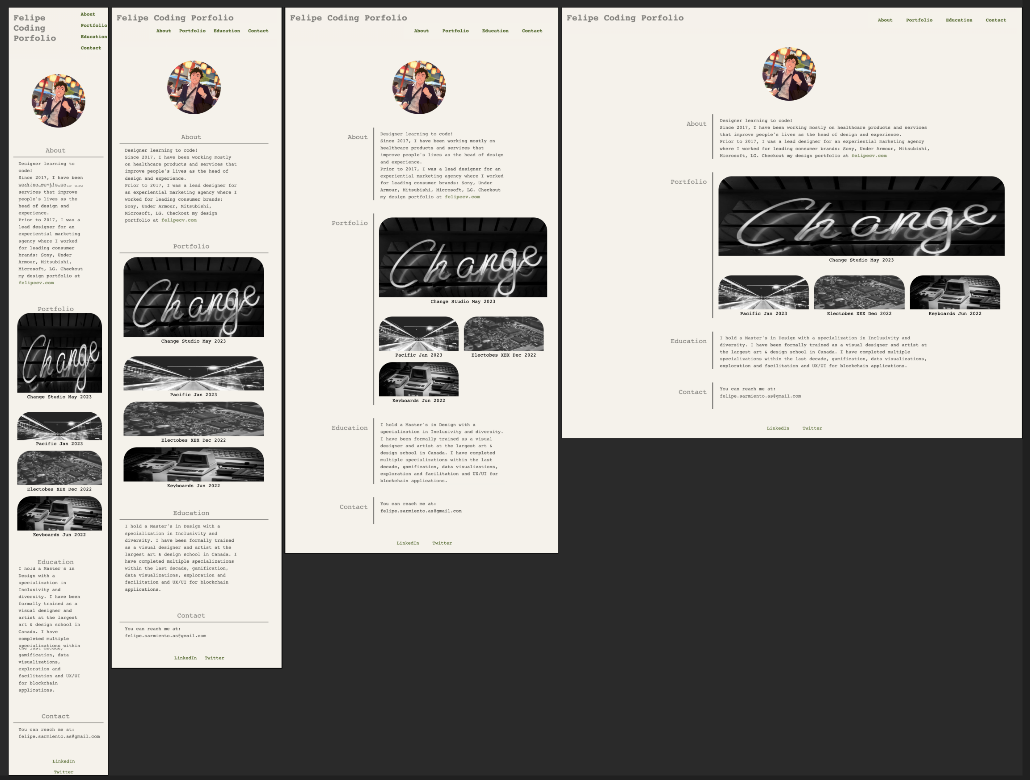 Felipe
Coding
Porfolio
About
Portfolio
Education
Contact
About
Designer learning to
code!
Since 2017, I have been
services that improve
people's lives as the
head of design and
experience.
Prior to 2017, I was a
lead designer for an
experiential marketing
agency where I worked
for leading consumer
brands: Sony, Under
Armour, Mitsubishi,
Microsoft, LG. Checkout
my design portfolio at
felipesv.com
Portfolio
Change
Change Studio May 2023
Pacific Jan 2023
Electobes XBX Dec 2022
Keyboards Jun 2022
Education
I hold a Master's in
Design with a
specialization in
Inclusivity and
diversity. I have been
formally trained as a
visual designer and
artist at the largest
art & design school in
Canada. I have
completed multiple
specializations within
gamification, data
visualizations,
exploration and
facilitation and UX/UI
for blockchain
applications.
Contact
You can reach me at:
felipe.sarmiento.as@gmail.com
LinkedIn
Twitter
Felipe Coding Porfolio
About Portfolio Education Contact
About
Designer learning to code!
Since 2017, I have been working mostly
on healthcare products and services that
improve people's lives as the head of
design and experience.
Prior to 2017, I was a lead designer for
an experiential marketing agency where I
worked for leading consumer brands:
Sony, Under Armour, Mitsubishi,
Microsoft, LG. Checkout my design
portfolio at felipesv.com
Portfolio
Change
Change Studio May 2023
Pacific Jan 2023
Electobes XBX Dec 2022
Keyboards Jun 2022
Education
I hold a Master's in Design with a
specialization in Inclusivity and
diversity. I have been formally trained
as a visual designer and artist at the
largest art & design school in Canada. I
have completed multiple specializations
within the last decade, gamification,
data visualizations, exploration and
facilitation and UX/UI for blockchain
applications.
Contact
You can reach me at:
felipe.sarmiento.as@gmail.com
LinkedIn Twitter
Felipe Coding Porfolio
About Portfolio Education Contact
About
Designer learning to code!
Since 2017, I have been working mostly on
healthcare products and services that
improve people's lives as the head of design
and experience.
Prior to 2017, I was a lead designer for an
experiential marketing agency where I worked
for leading consumer brands: Sony, Under
Armour, Mitsubishi, Microsoft, LG. Checkout
my design portfolio at felipesv.com
Portfolio
Change
Change Studio May 2023
Pacific Jan 2023 Electobes XBX Dec 2022
Keyboards Jun 2022
Education
I hold a Master's in Design with a
specialization in Inclusivity and diversity.
I have been formally trained as a visual
designer and artist at the largest art &
design school in Canada. I have completed
multiple specializations within the last
decade, gamification, data visualizations,
exploration and facilitation and UX/UI for
blockchain applications.
Contact
You can reach me at:
felipe.sarmiento.as@gmail.com
LinkedIn Twitter
Felipe Coding Porfolio
About Portfolio Education Contact
About
Designer learning to code!
Since 2017, I have been working mostly on healthcare products and services
that improve people's lives as the head of design and experience.
Prior to 2017, I was a lead designer for an experiential marketing agency
where I worked for leading consumer brands: Sony, Under Armour, Mitsubishi,
Microsoft, LG. Checkout my design portfolio at felipesv.com
Portfolio
Change
Change Studio May 2023
Pacific Jan 2023 Electobes XBX Dec 2022 Keyboards Jun 2022
Education
I hold a Master's in Design with a specialization in Inclusivity and
diversity. I have been formally trained as a visual designer and artist at
the largest art & design school in Canada. I have completed multiple
specializations within the last decade, gamification, data visualizations,
exploration and facilitation and UX/UI for blockchain applications.
Contact
You can reach me at:
felipe.sarmiento.as@gmail.com
LinkedIn Twitter